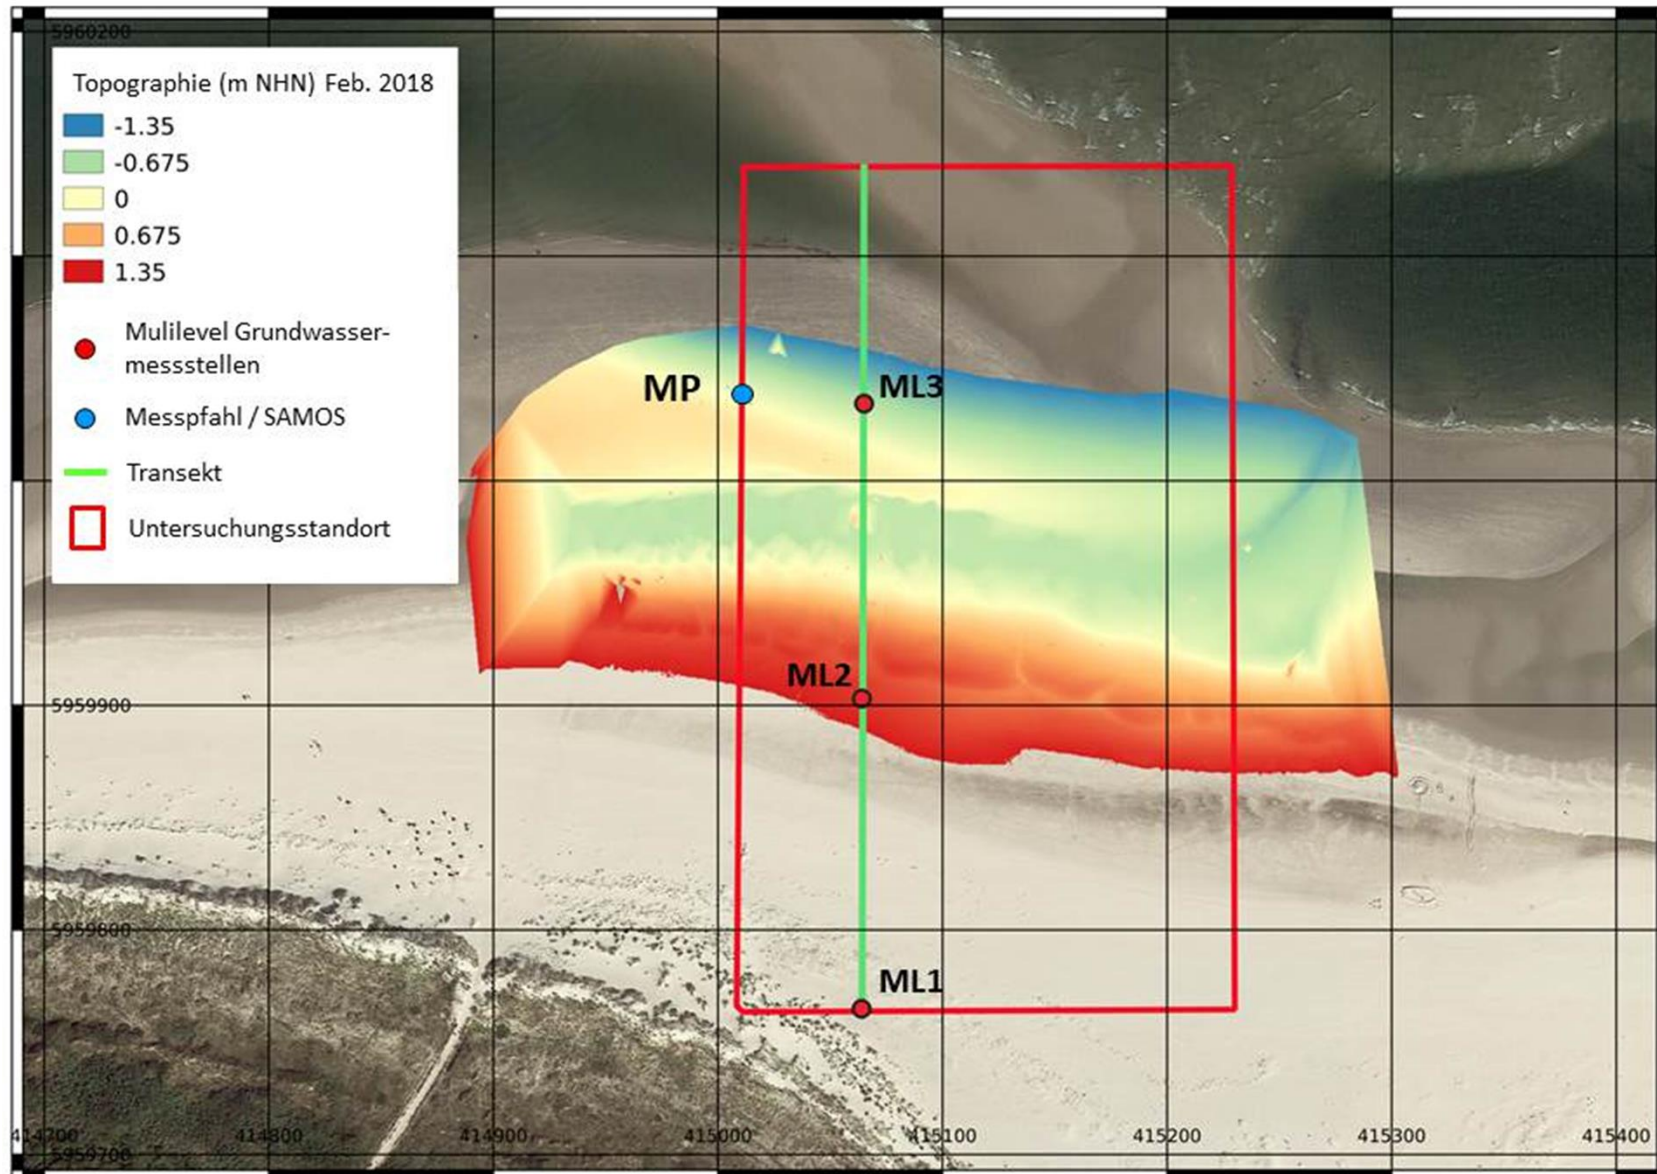 5960200
Topographie (m NHN) Feb. 2018
-1.35
-0.675
0
0.675
1.35
Mulilevel Grundwasser-
messstellen
Messpfahl / SAMOS
Transekt
Untersuchungsstandort
MP
ML3
ML2
5959900
5959800
ML1
414700 414800 414900 415000 415100 415200 415300 415400
5959700